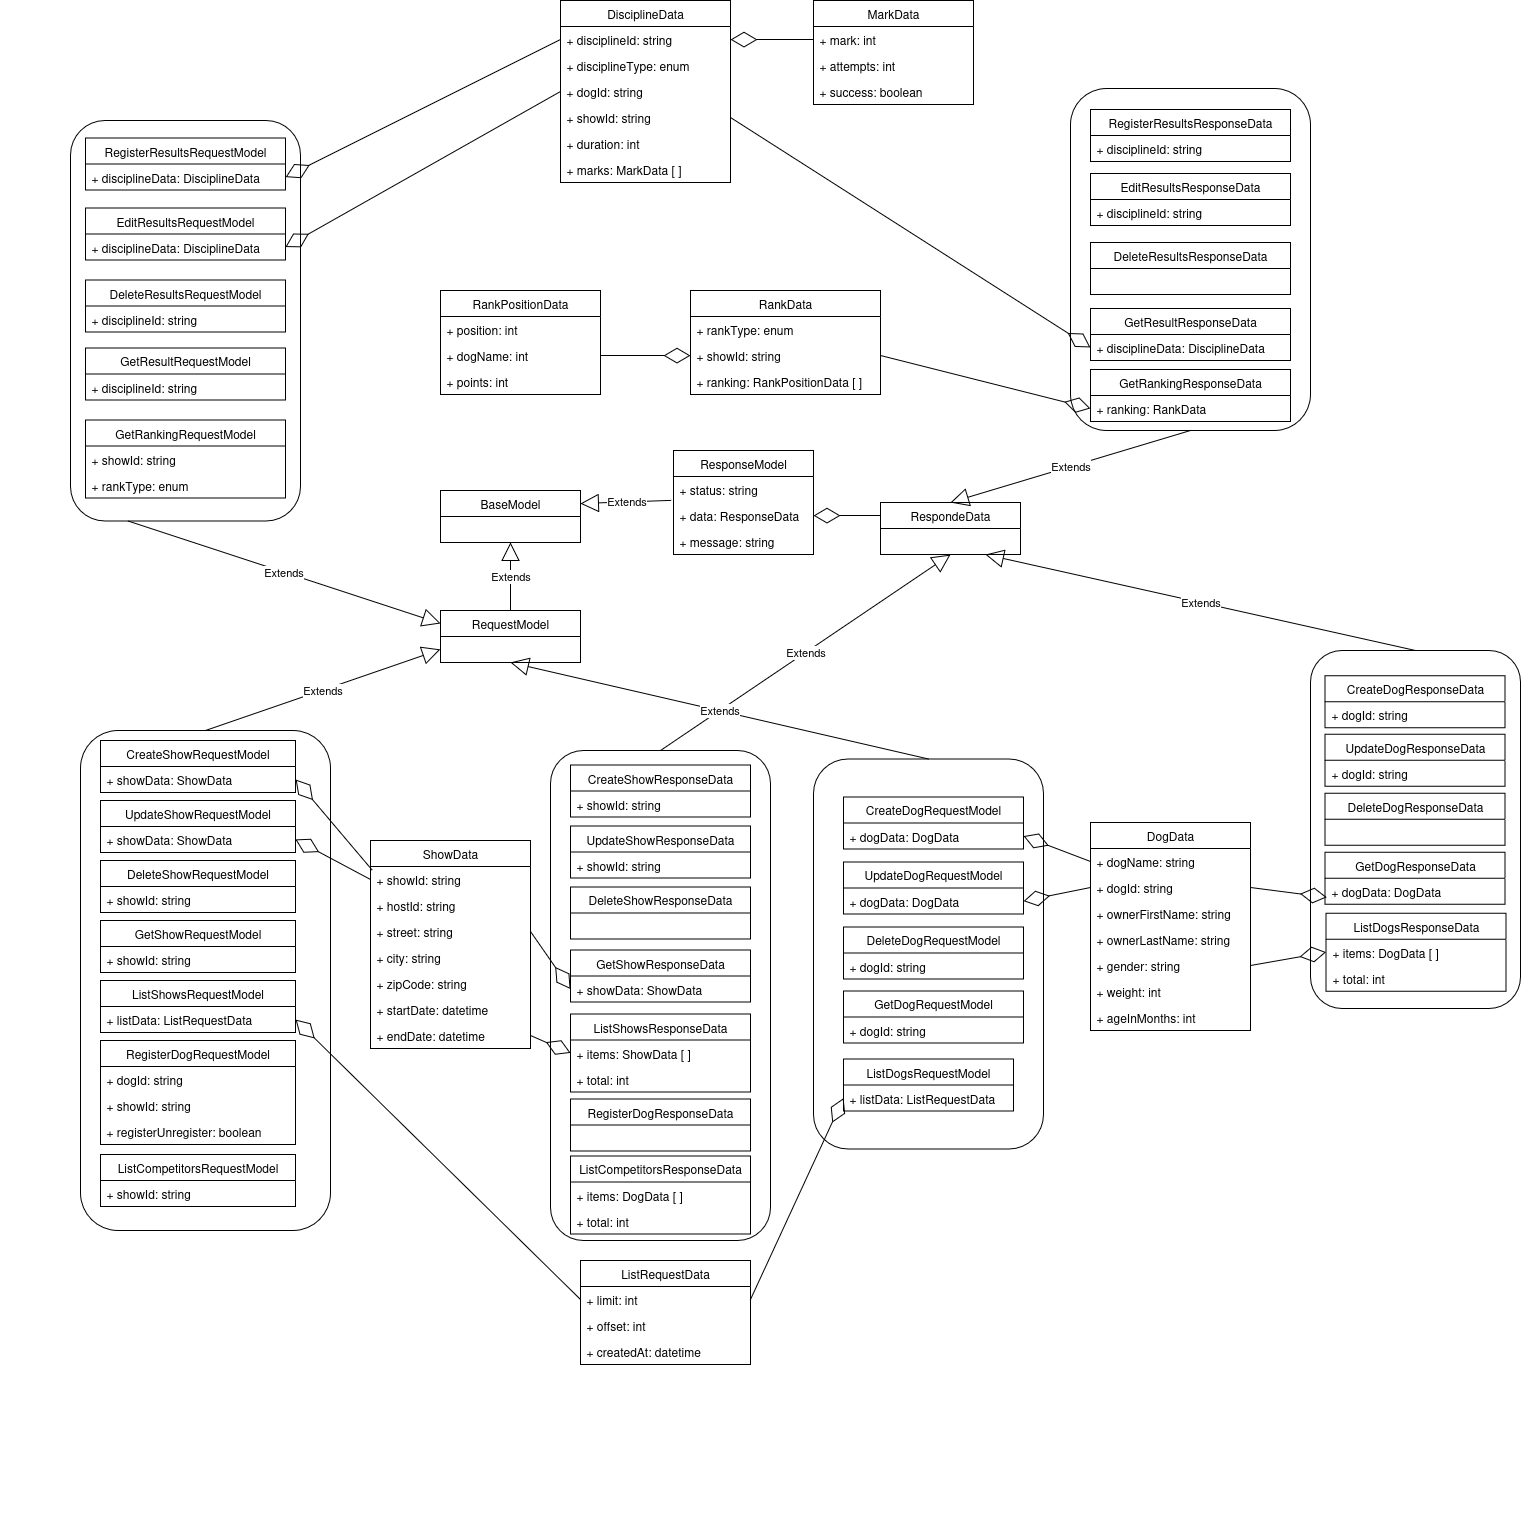 DisciplineData
+ disciplineId: string
+ disciplineType: enum
+ dogId: string
+ showId: string
+ duration: int
+ marks: MarkData [ ]
MarkData
+ mark: int
+ attempts: int
+ success: boolean
RegisterResultsRequestModel
+ disciplineData: DisciplineData
EditResultsRequestModel
+ disciplineData: DisciplineData
DeleteResultsRequestModel
+ disciplineId: string
GetResultRequestModel
+ disciplineId: string
GetRankingRequestModel
+ showId: string
+ rankType: enum
RegisterResultsResponseData
+ disciplineId: string
EditResultsResponseData
+ disciplineId: string
DeleteResultsResponseData
GetResultResponseData
+ disciplineData: DisciplineData
GetRankingResponseData
+ ranking: RankData
RankPositionData
+ position: int
+ dogName: int
+ points: int
RankData
+ rankType: enum
+ showId: string
+ ranking: RankPositionData [ ]
Extends
ResponseModel
+ status: string
+ data: ResponseData
+ message: string
Extends
BaseModel
RespondeData
Extends
Extends
RequestModel
Extends
Extends
Extends
Extends
CreateShowRequestModel
+ showData: ShowData
UpdateShowRequestModel
+ showData: ShowData
DeleteShowRequestModel
+ showId: string
GetShowRequestModel
+ showId: string
ListShowsRequestModel
+ listData: ListRequestData
RegisterDogRequestModel
+ dogId: string
+ showId: string
+ registerUnregister: boolean
ListCompetitorsRequestModel
+ showId: string
ShowData
+ showId: string
+ hostId: string
+ street: string
+ city: string
+ zipCode: string
+ startDate: datetime
+ endDate: datetime
CreateShowResponseData
+ showId: string
UpdateShowResponseData
+ showId: string
DeleteShowResponseData
GetShowResponseData
+ showData: ShowData
ListShowsResponseData
+ items: ShowData [ ]
+ total: int
RegisterDogResponseData
ListCompetitorsResponseData
+ items: DogData [ ]
+ total: int
CreateDogRequestModel
+ dogData: DogData
UpdateDogRequestModel
+ dogData: DogData
DeleteDogRequestModel
+ dogId: string
GetDogRequestModel
+ dogId: string
ListDogsRequestModel
+ listData: ListRequestData
DogData
+ dogName: string
+ dogId: string
+ ownerFirstName: string
+ ownerLastName: string
+ gender: string
+ weight: int
+ ageInMonths: int
CreateDogResponseData
+ dogId: string
UpdateDogResponseData
+ dogId: string
DeleteDogResponseData
GetDogResponseData
+ dogData: DogData
ListDogsResponseData
+ items: DogData [ ]
+ total: int
ListRequestData
+ limit: int
+ offset: int
+ createdAt: datetime